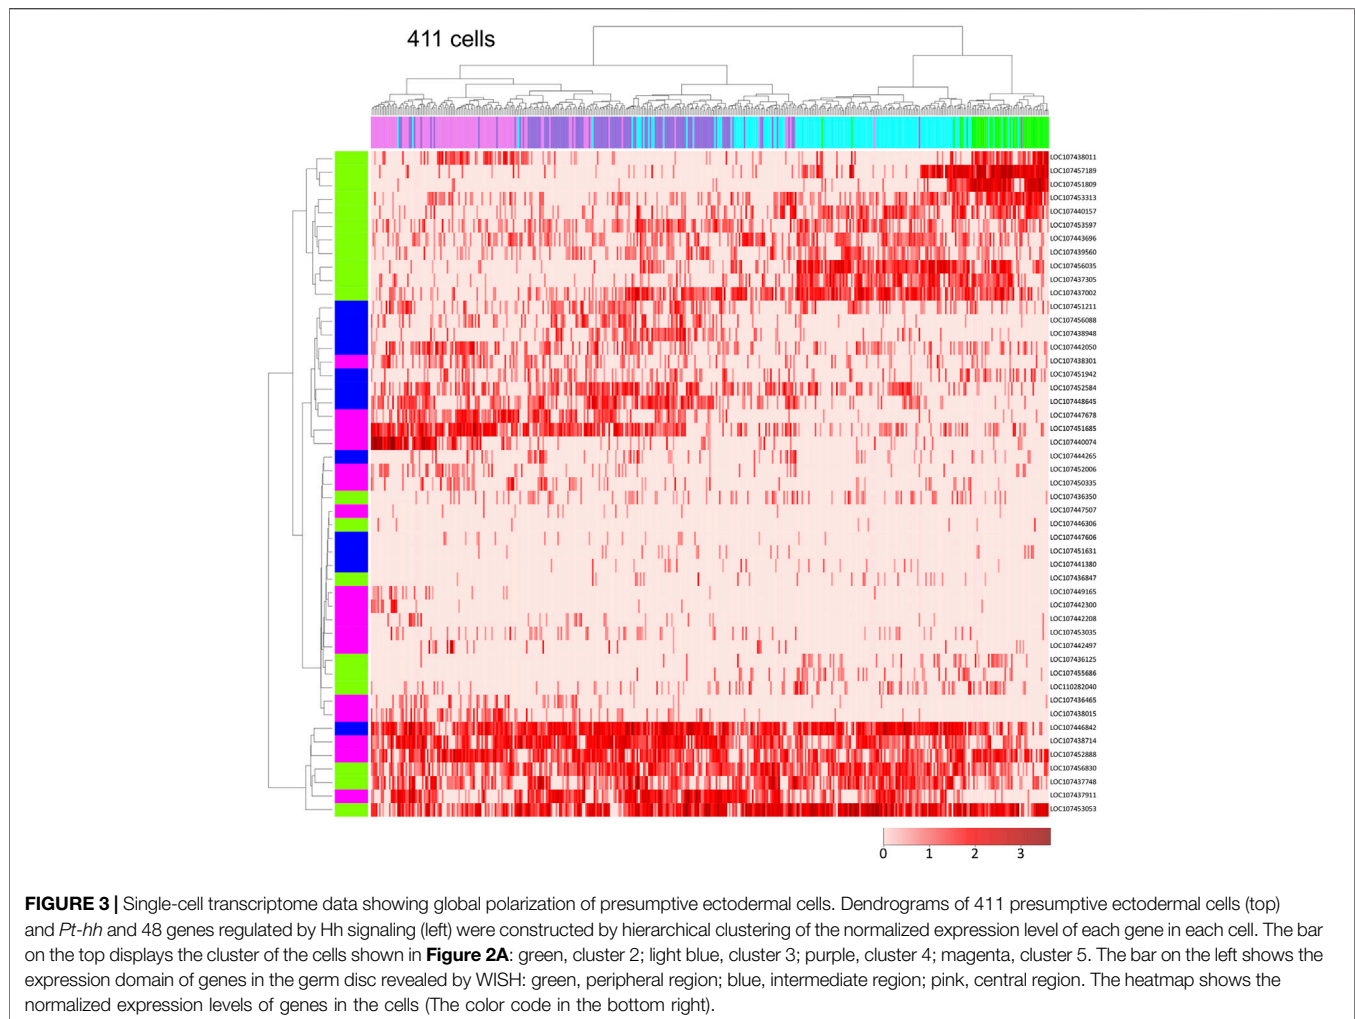 411 cells
LOC107438011
LOC107457189
LOC107451809
LOC107453313
LOC107440157
LOC107453597
LOC107443696
LOC107439560
LOC107456035
LOC107437305
LOC107437002
LOC107451211
LOC107456088
LOC107438948
LOC107442050
LOC107438301
LOC107451942
LOC107452584
LOC107448645
LOC107447678
LOC107451685
LOC107440074
LOC107444265
LOC107452006
LOC107450335
LOC107436350
LOC107447507
LOC107446306
LOC107447606
LOC107451631
LOC107441380
LOC107436847
LOC107449165
LOC107442300
LOC107442208
LOC107453035
LOC107442497
LOC107436125
LOC107455686
LOC110282040
LOC107436465
LOC107438015
LOC107446842
LOC107438714
LOC107452888
LOC107456830
LOC107437748
LOC107437911
LOC107453053
0 1 2 3
FIGURE 3 | Single-cell transcriptome data showing global polarization of presumptive ectodermal cells. Dendrograms of 411 presumptive ectodermal cells (top)
and Pt-hh and 48 genes regulated by Hh signaling (left) were constructed by hierarchical clustering of the normalized expression level of each gene in each cell. The bar
on the top displays the cluster of the cells shown in Figure 2A: green, cluster 2; light blue, cluster 3; purple, cluster 4; magenta, cluster 5. The bar on the left shows the
expression domain of genes in the germ disc revealed by WISH: green, peripheral region; blue, intermediate region; pink, central region. The heatmap shows the
normalized expression levels of genes in the cells (The color code in the bottom right).